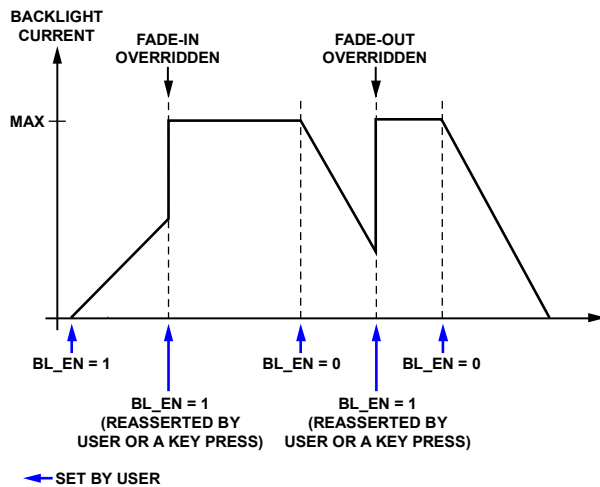 BACKLIGHT
CURRENT
FADE-IN
OVERRIDDEN
FADE-OUT
OVERRIDDEN
MAX
BL_EN = 1
BL_EN = 1
(REASSERTED BY
USER OR A KEY PRESS)
BL_EN = 0
BL_EN = 1
(REASSERTED BY
USER OR A KEY PRESS)
BL_EN = 0
SET BY USER